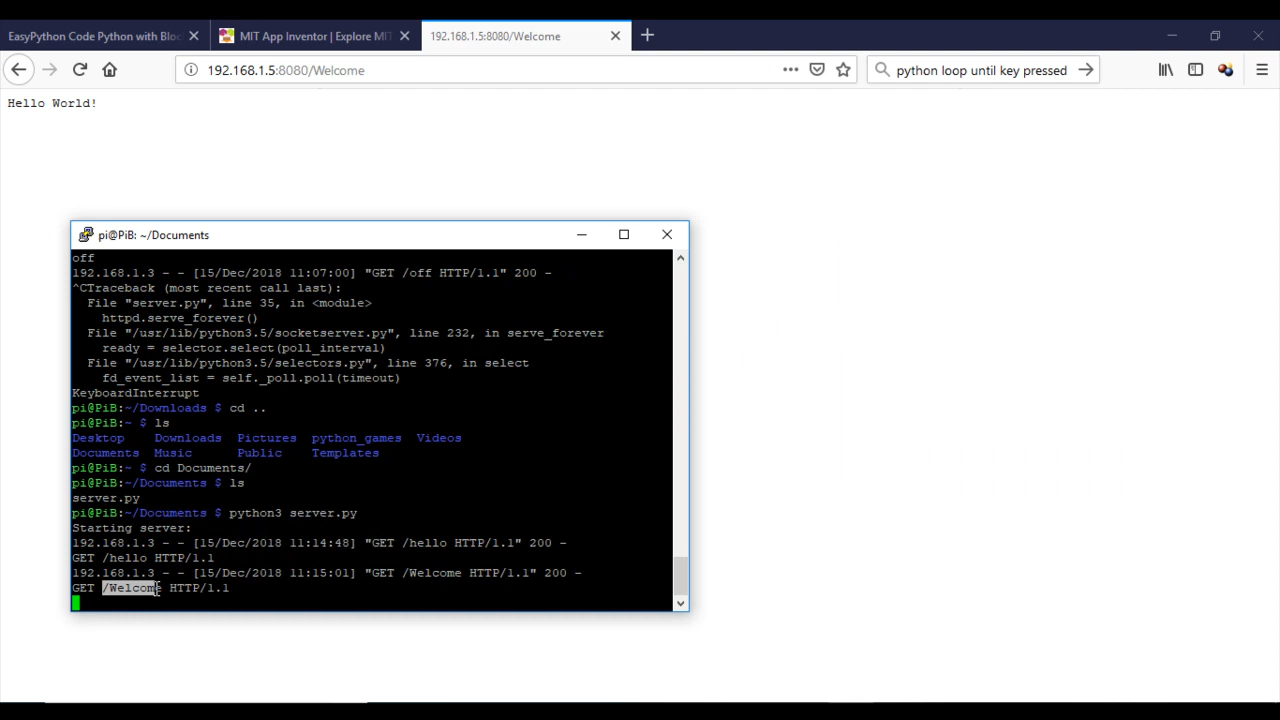 EasyPython Code Python with Bloc
MIT App Inventor | Explore MIT
192.168.1.5:8080/Welcome
192.168.1.5:8080/Welcome
python loop until key pressed
Hello World!
pi@PiB: ~/Documents
off
192.168.1.3 - - [15/Dec/2018 11:07:00] "GET /off HTTP/1.1" 200 -
^CTraceback (most recent call last):
File "server.py", line 35, in <module>
httpd.serve_forever()
File "/usr/lib/python3.5/socketserver.py", line 232, in serve_forever
ready = selector.select(poll_interval)
File "/usr/lib/python3.5/selectors.py", line 376, in select
fd_event_list = self._poll.poll(timeout)
KeyboardInterrupt
pi@PiB:~/Downloads $ cd ..
pi@PiB:~ $ ls
Desktop Downloads Pictures python_games Videos
Documents Music Public Templates
pi@PiB:~ $ cd Documents/
pi@PiB:~/Documents $ ls
server.py
pi@PiB:~/Documents $ python3 server.py
Starting server:
192.168.1.3 - - [15/Dec/2018 11:14:48] "GET /hello HTTP/1.1" 200 -
GET /hello HTTP/1.1
192.168.1.3 - - [15/Dec/2018 11:15:01] "GET /Welcome HTTP/1.1" 200 -
GET /Welcome HTTP/1.1